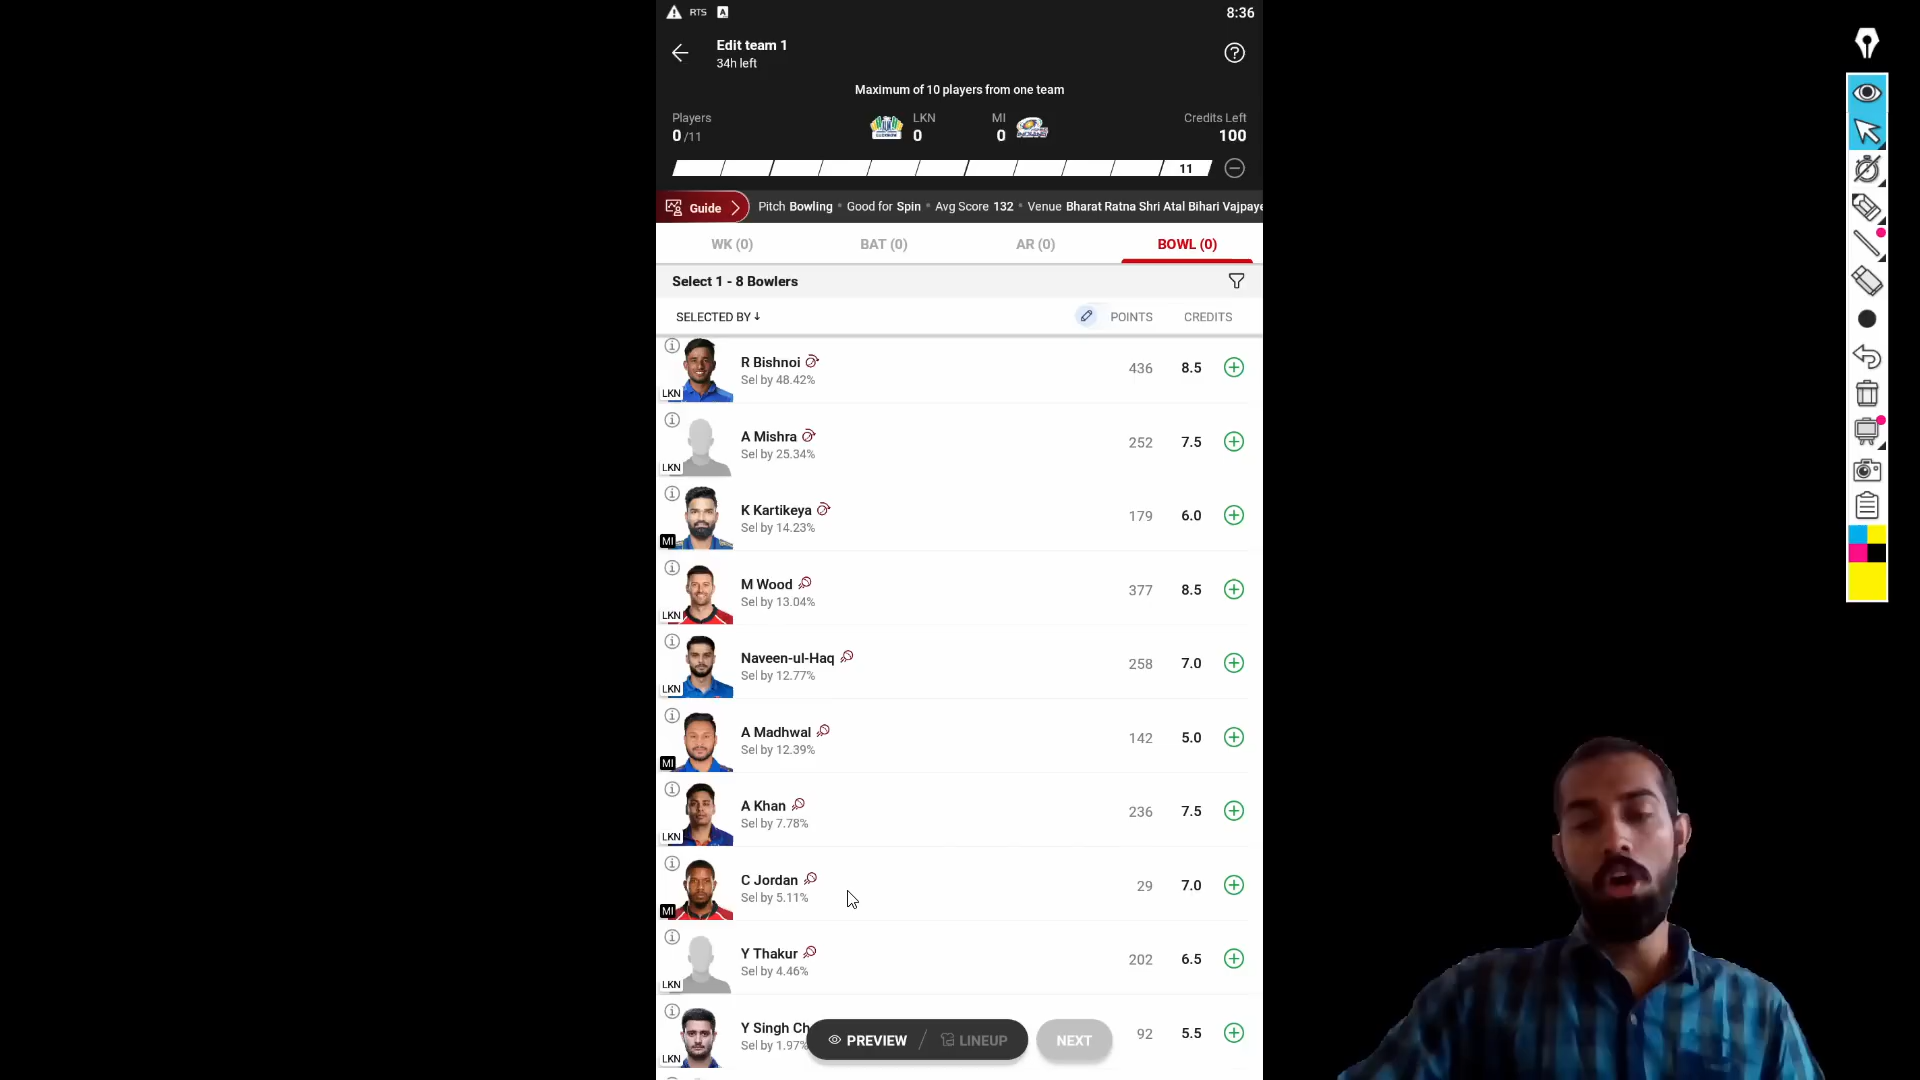 RTS A 8:36
Edit team 1
34h left
Maximum of 10 players from one team
Players LKN MI Credits Left
0 /11 0 0 100
11
Guide Pitch Bowling • Good for Spin • Avg Score 132 • Venue Bharat Ratna Shri Atal Bihari Vajpaye
WK (0) BAT (0) AR (0) BOWL (0)
Select 1 - 8 Bowlers
SELECTED BY ↓ POINTS CREDITS
R Bishnoi 436 8.5
Sel by 48.42%
LKN
A Mishra 252 7.5
Sel by 25.34%
LKN
K Kartikeya 179 6.0
Sel by 14.23%
MI
M Wood 377 8.5
Sel by 13.04%
LKN
Naveen-ul-Haq 258 7.0
Sel by 12.77%
LKN
A Madhwal 142 5.0
Sel by 12.39%
MI
A Khan 236 7.5
Sel by 7.78%
LKN
C Jordan 29 7.0
Sel by 5.11%
MI
Y Thakur 202 6.5
Sel by 4.46%
LKN
Y Singh Ch 92 5.5
Sel by 1.97%
LKN
PREVIEW / LINEUP NEXT